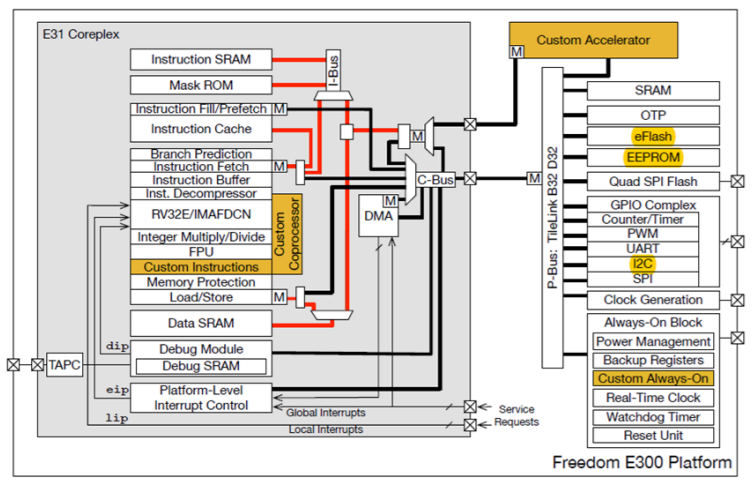 E31 Coreplex
Instruction SRAM
Mask ROM
I-Bus
Instruction Fill/Prefetch
M
Instruction Cache
Branch Prediction
Instruction Fetch
M
Instruction Buffer
Inst. Decompressor
RV32E/IMAFDCN
Integer Multiply/Divide
FPU
Custom Instructions
Custom
Coprocessor
Memory Protection
Load/Store
M
Data SRAM
Debug Module
Debug SRAM
Platform-Level
Interrupt Control
TAPC
dip
eip
lip
M
C-Bus
M
DMA
Global Interrupts
Local Interrupts
Service
Requests
Custom Accelerator
M
M
P-Bus: TileLink B32 D32
SRAM
OTP
eFlash
EEPROM
Quad SPI Flash
GPIO Complex
Counter/Timer
PWM
UART
I2C
SPI
Clock Generation
Always-On Block
Power Management
Backup Registers
Custom Always-On
Real-Time Clock
Watchdog Timer
Reset Unit
Freedom E300 Platform